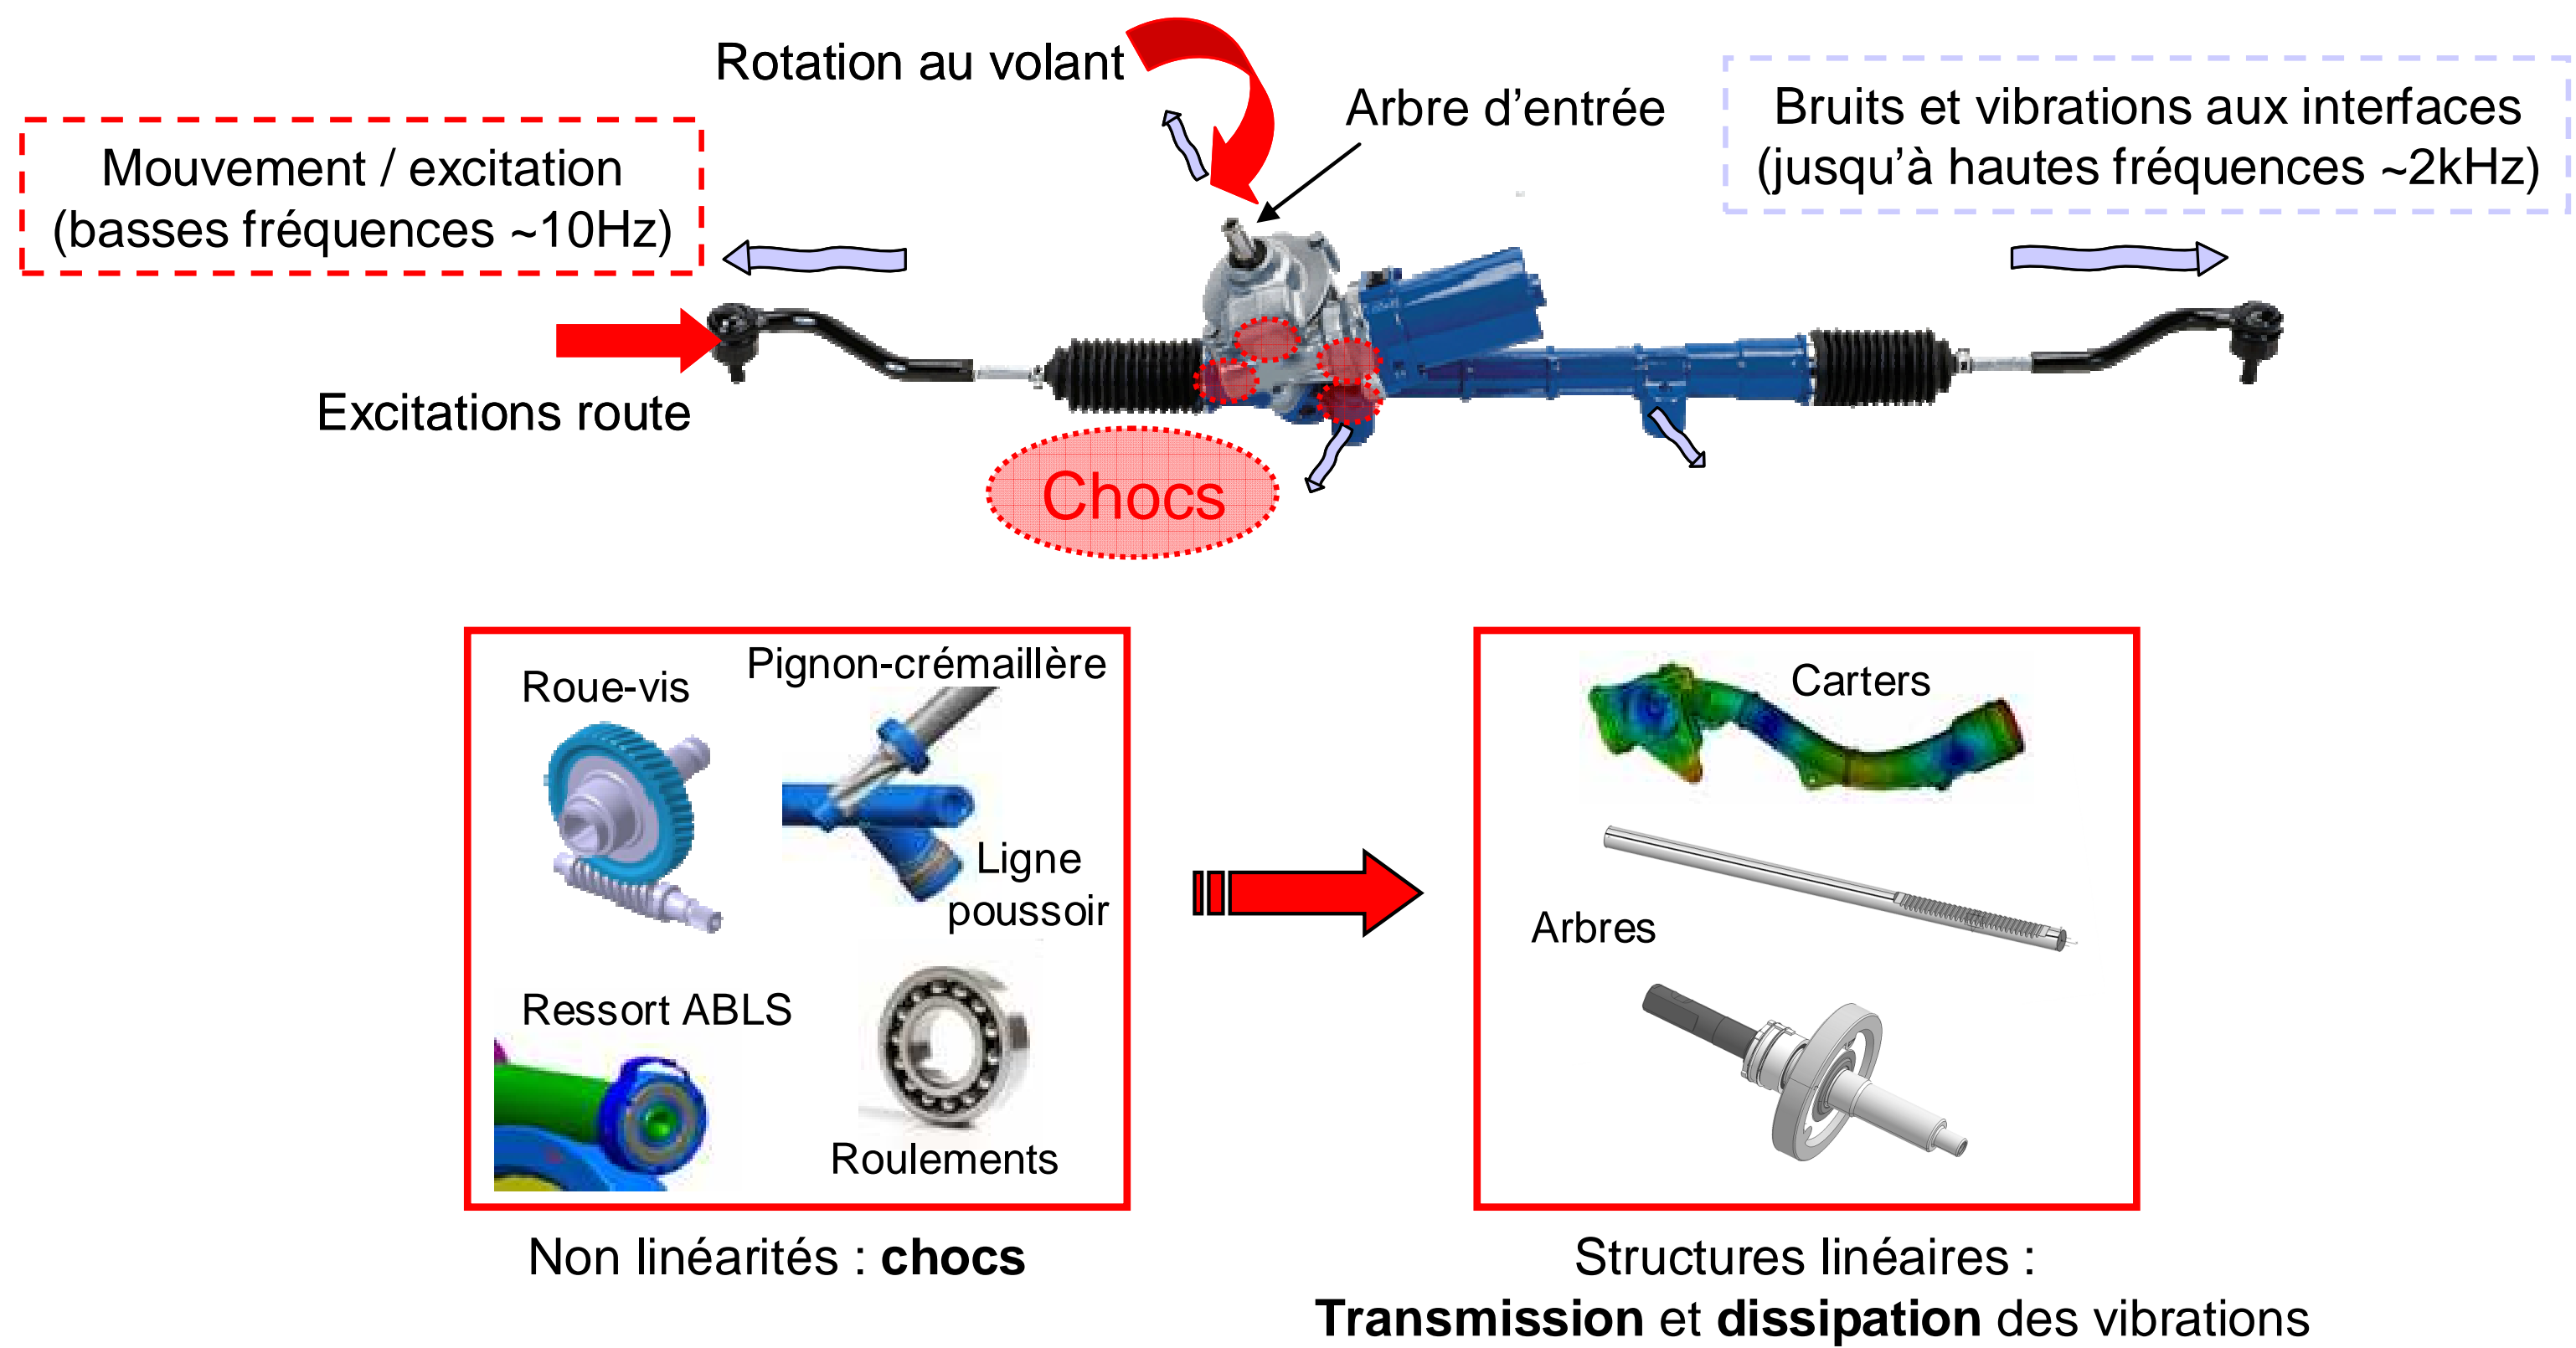 Rotation au volant
Arbre d'entrée
Bruits et vibrations aux interfaces
(jusqu'à hautes fréquences ~2kHz)
Mouvement / excitation
(basses fréquences ~10Hz)
Excitations route
Chocs
Roue-vis
Pignon-crémaillère
Ligne
poussoir
Ressort ABLS
Roulements
Carters
Arbres
Non linéarités : chocs
Structures linéaires :
Transmission et dissipation des vibrations